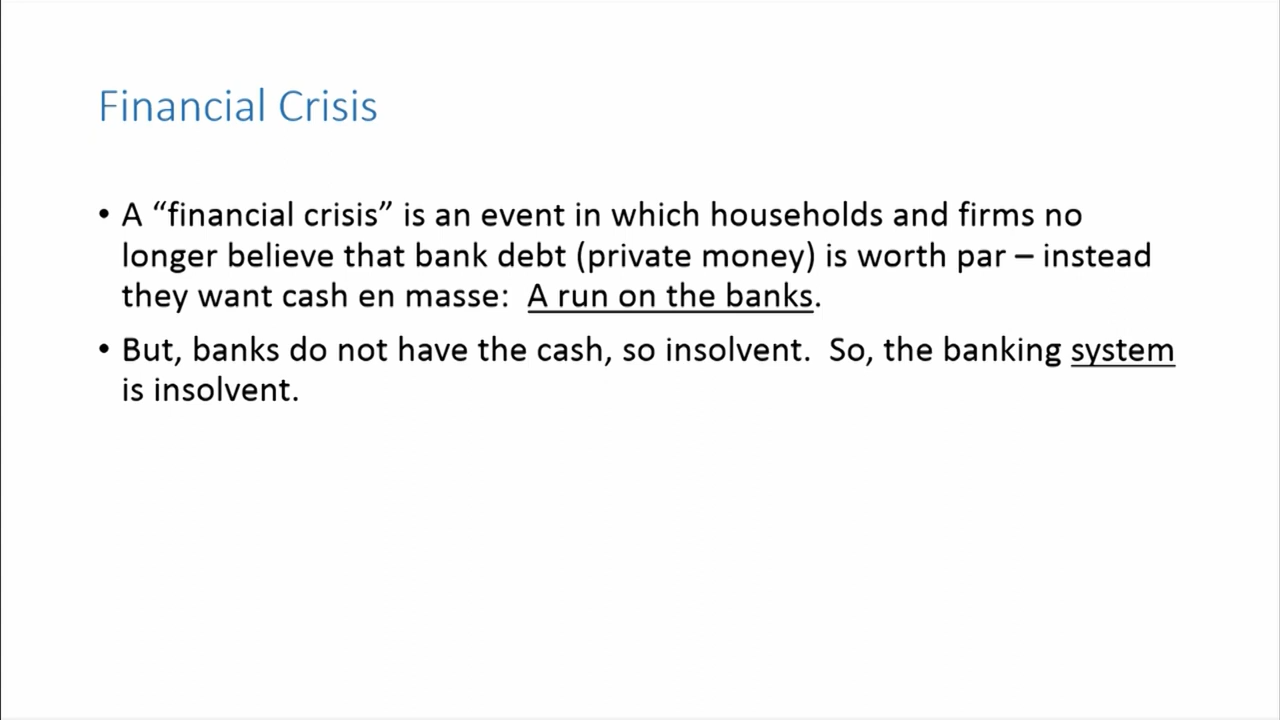 Financial Crisis
• A “financial crisis” is an event in which households and firms no
longer believe that bank debt (private money) is worth par – instead
they want cash en masse:  A run on the banks.
• But, banks do not have the cash, so insolvent.  So, the banking system
is insolvent.